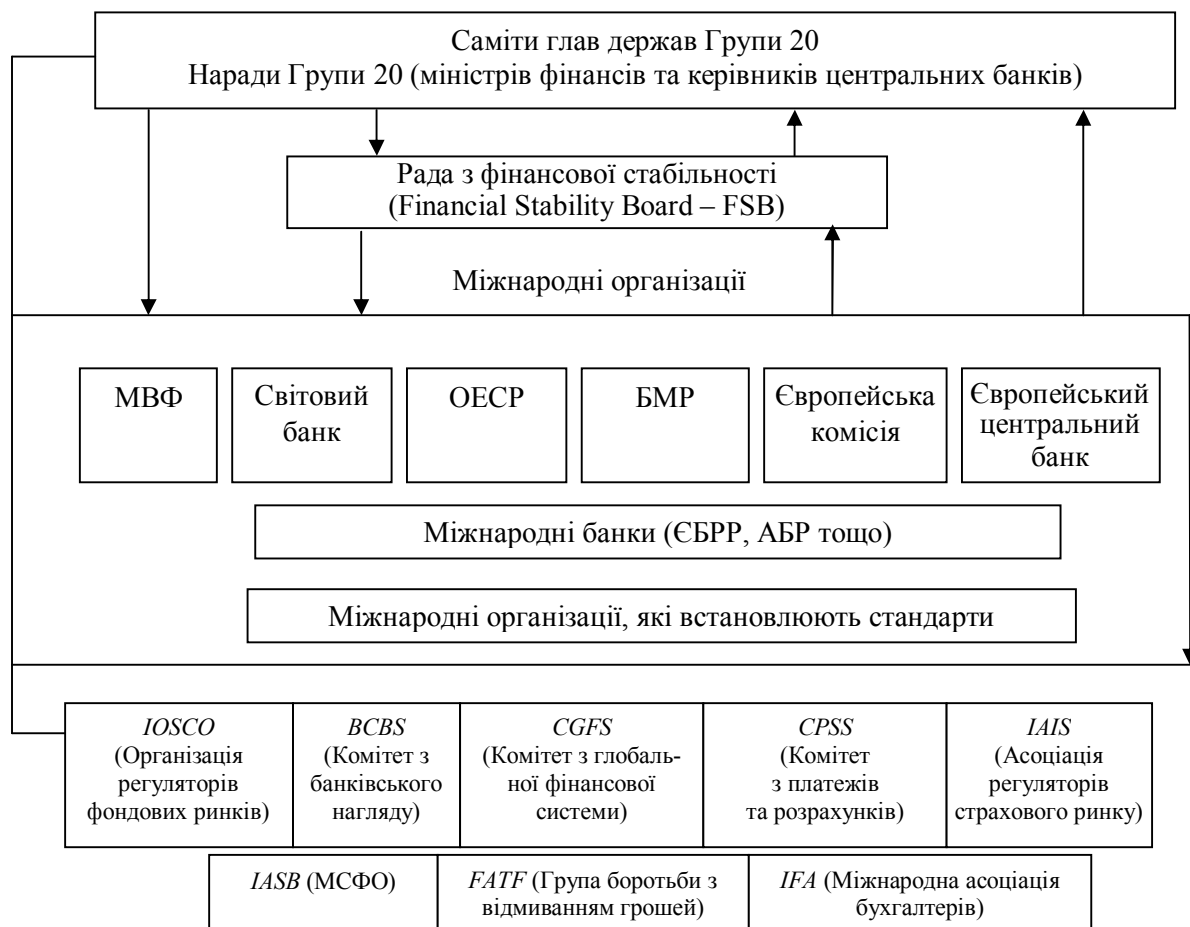 Саміти глав держав Групи 20
Наради Групи 20 (міністрів фінансів та керівників центральних банків)
Рада з фінансової стабільності
(Financial Stability Board – FSB)
Міжнародні організації
МВФ
Світовий
банк
ОЕСР
БМР
Європейська
комісія
Європейський
центральний
банк
Міжнародні банки (ЄБРР, АБР тощо)
Міжнародні організації, які встановлюють стандарти
IOSCO
(Організація
регуляторів
фондових ринків)
BCBS
(Комітет з
банківського
нагляду)
CGFS
(Комітет з глобаль-
ної фінансової
системи)
CPSS
(Комітет
з платежів
та розрахунків)
IAIS
(Асоціація
регуляторів
страхового ринку)
IASB (МСФО)
FATF (Група боротьби з
відмиванням грошей)
IFA (Міжнародна асоціація
бухгалтерів)